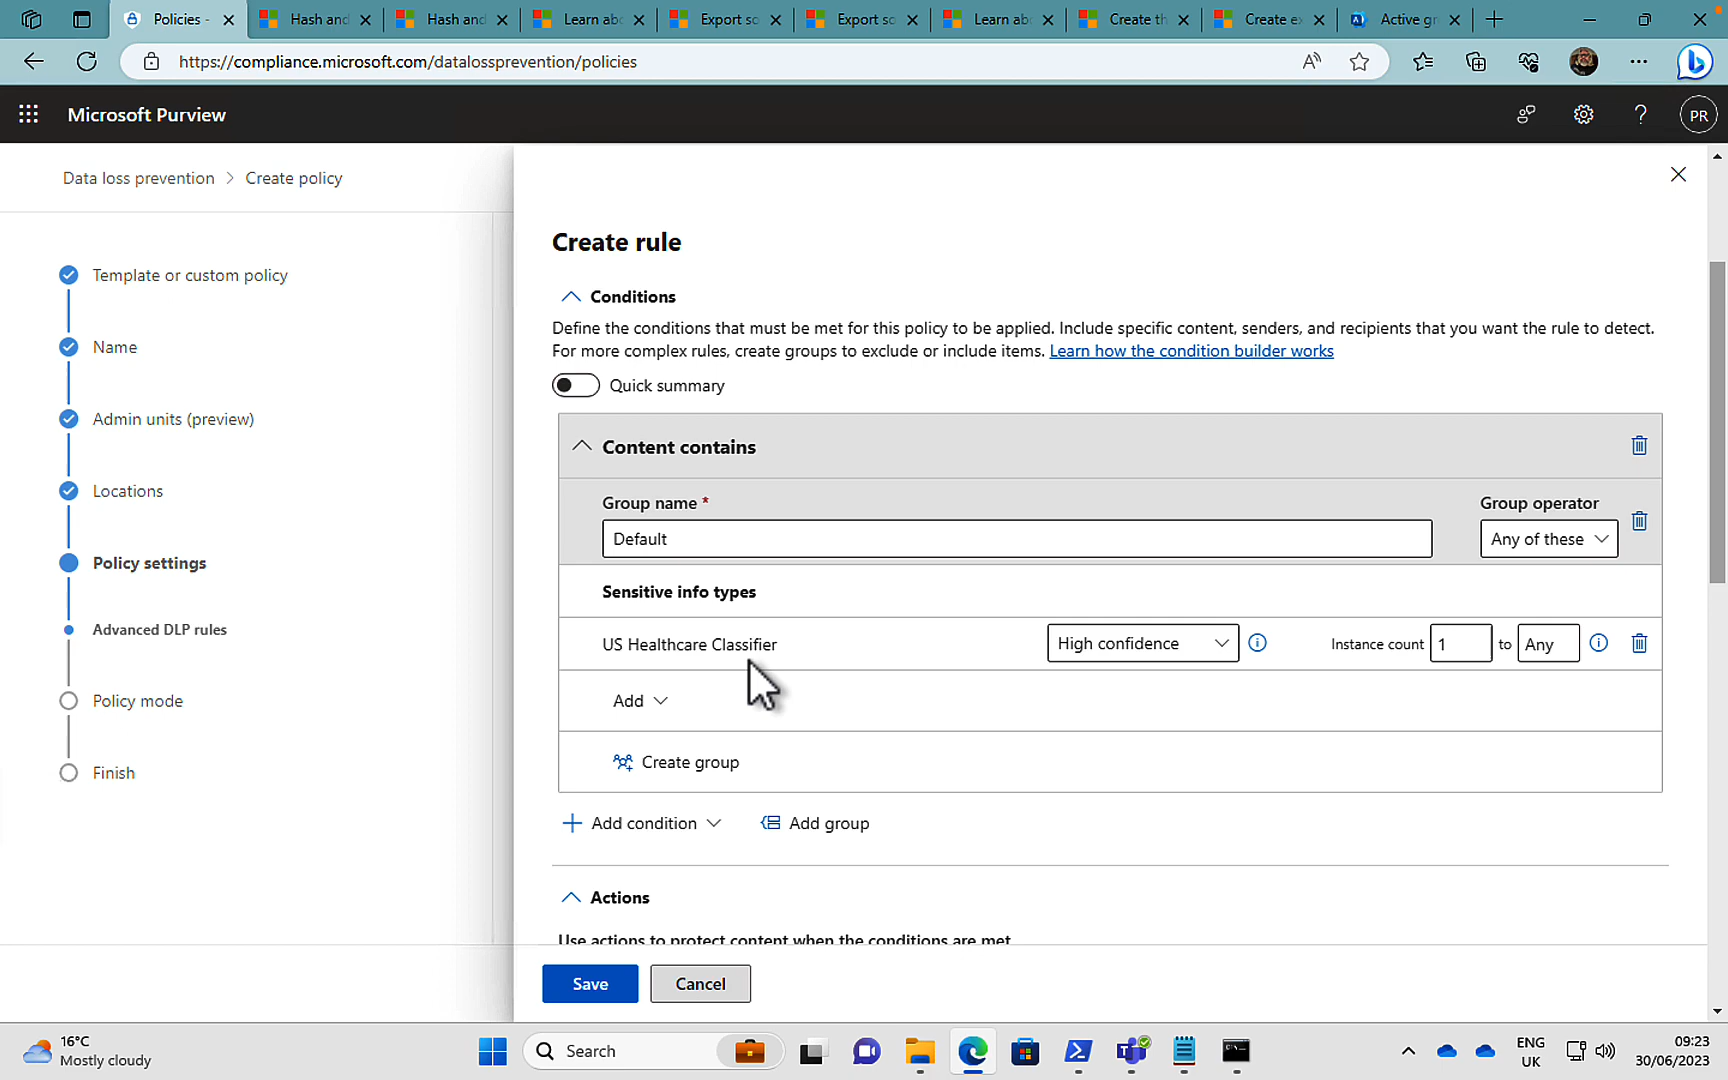 Policies -
Hash and
Hash and
Learn abo
Export so
Export so
Learn abo
Create th
Create ex
Active gr
https://compliance.microsoft.com/datalossprevention/policies
Microsoft Purview
PR
Data loss prevention > Create policy
Template or custom policy
Name
Admin units (preview)
Locations
Policy settings
Advanced DLP rules
Policy mode
Finish
Create rule
Conditions
Define the conditions that must be met for this policy to be applied. Include specific content, senders, and recipients that you want the rule to detect.
For more complex rules, create groups to exclude or include items. Learn how the condition builder works
Quick summary
Content contains
Group name *
Group operator
Default
Any of these
Sensitive info types
US Healthcare Classifier
High confidence
Instance count 1 to Any
Add
Create group
Add condition
Add group
Actions
Use actions to protect content when the conditions are met
Save
Cancel
16°C
Mostly cloudy
Search
ENG
UK
09:23
30/06/2023